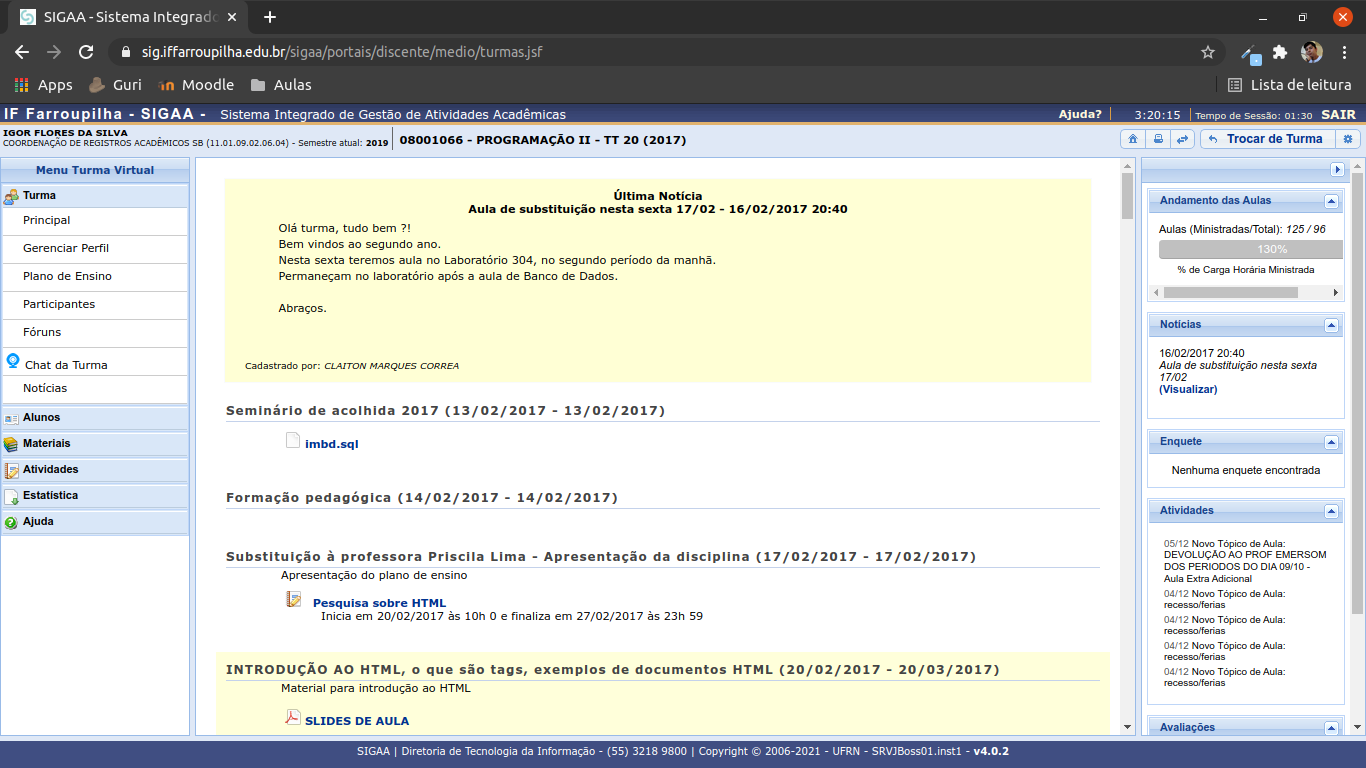 SIGAA - Sistema Integrado
sig.iffarroupilha.edu.br/sigaa/portais/discente/medio/turmas.jsf
Apps Guri Moodle Aulas Lista de leitura
IF Farroupilha - SIGAA - Sistema Integrado de Gestão de Atividades Acadêmicas Ajuda? 3:20:15 Tempo de Sessão: 01:30 SAIR
IGOR FLORES DA SILVA
COORDENAÇÃO DE REGISTROS ACADÊMICOS SB (11.01.09.02.06.04) - Semestre atual: 2019
08001066 - PROGRAMAÇÃO II - TT 20 (2017)
Trocar de Turma
Menu Turma Virtual
Turma
Principal
Gerenciar Perfil
Plano de Ensino
Participantes
Fóruns
Chat da Turma
Notícias
Alunos
Materiais
Atividades
Estatística
Ajuda
Última Notícia
Aula de substituição nesta sexta 17/02 - 16/02/2017 20:40
Olá turma, tudo bem ?!
Bem vindos ao segundo ano.
Nesta sexta teremos aula no Laboratório 304, no segundo período da manhã.
Permaneçam no laboratório após a aula de Banco de Dados.
Abraços.
Cadastrado por: CLAITON MARQUES CORREA
Seminário de acolhida 2017 (13/02/2017 - 13/02/2017)
imbd.sql
Formação pedagógica (14/02/2017 - 14/02/2017)
Substituição à professora Priscila Lima - Apresentação da disciplina (17/02/2017 - 17/02/2017)
Apresentação do plano de ensino
Pesquisa sobre HTML
Inicia em 20/02/2017 às 10h 0 e finaliza em 27/02/2017 às 23h 59
INTRODUÇÃO AO HTML, o que são tags, exemplos de documentos HTML (20/02/2017 - 20/03/2017)
Material para introdução ao HTML
SLIDES DE AULA
Andamento das Aulas
Aulas (Ministradas/Total): 125 / 96
130%
% de Carga Horária Ministrada
Notícias
16/02/2017 20:40
Aula de substituição nesta sexta
17/02
(Visualizar)
Enquete
Nenhuma enquete encontrada
Atividades
05/12 Novo Tópico de Aula:
DEVOLUÇÃO AO PROF EMERSOM
DOS PERIODOS DO DIA 09/10 -
Aula Extra Adicional
04/12 Novo Tópico de Aula:
recesso/ferias
04/12 Novo Tópico de Aula:
recesso/ferias
04/12 Novo Tópico de Aula:
recesso/ferias
04/12 Novo Tópico de Aula:
recesso/ferias
Avaliações
SIGAA | Diretoria de Tecnologia da Informação - (55) 3218 9800 | Copyright © 2006-2021 - UFRN - SRVJBoss01.inst1 - v4.0.2